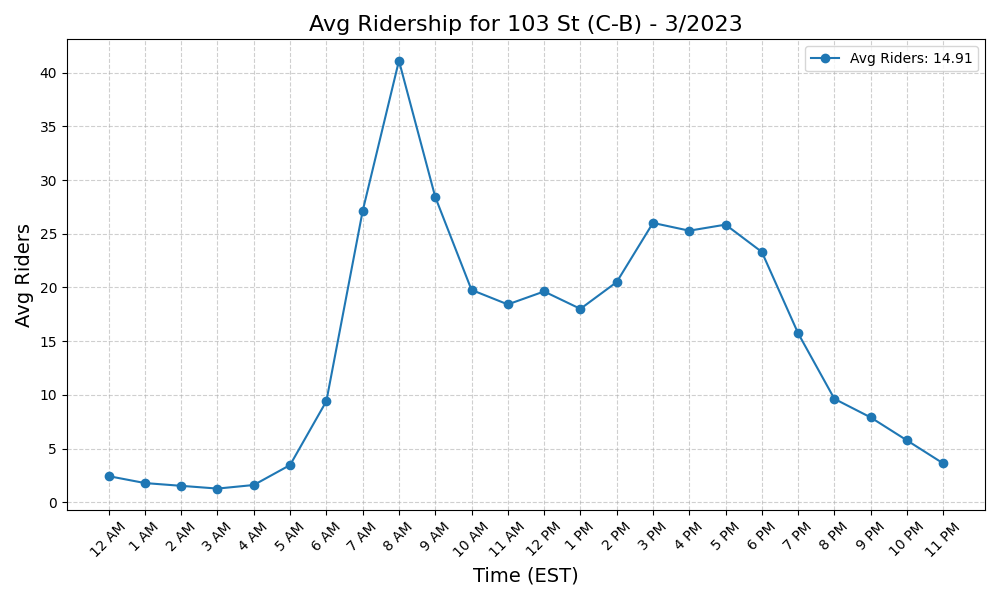 Avg Ridership for 103 St (C-B) - 3/2023
Avg Riders: 14.91
Avg Riders
40
35
30
25
20
15
10
5
0
12 AM
1 AM
2 AM
3 AM
4 AM
5 AM
6 AM
7 AM
8 AM
9 AM
10 AM
11 AM
12 PM
1 PM
2 PM
3 PM
4 PM
5 PM
6 PM
7 PM
8 PM
9 PM
10 PM
11 PM
Time (EST)